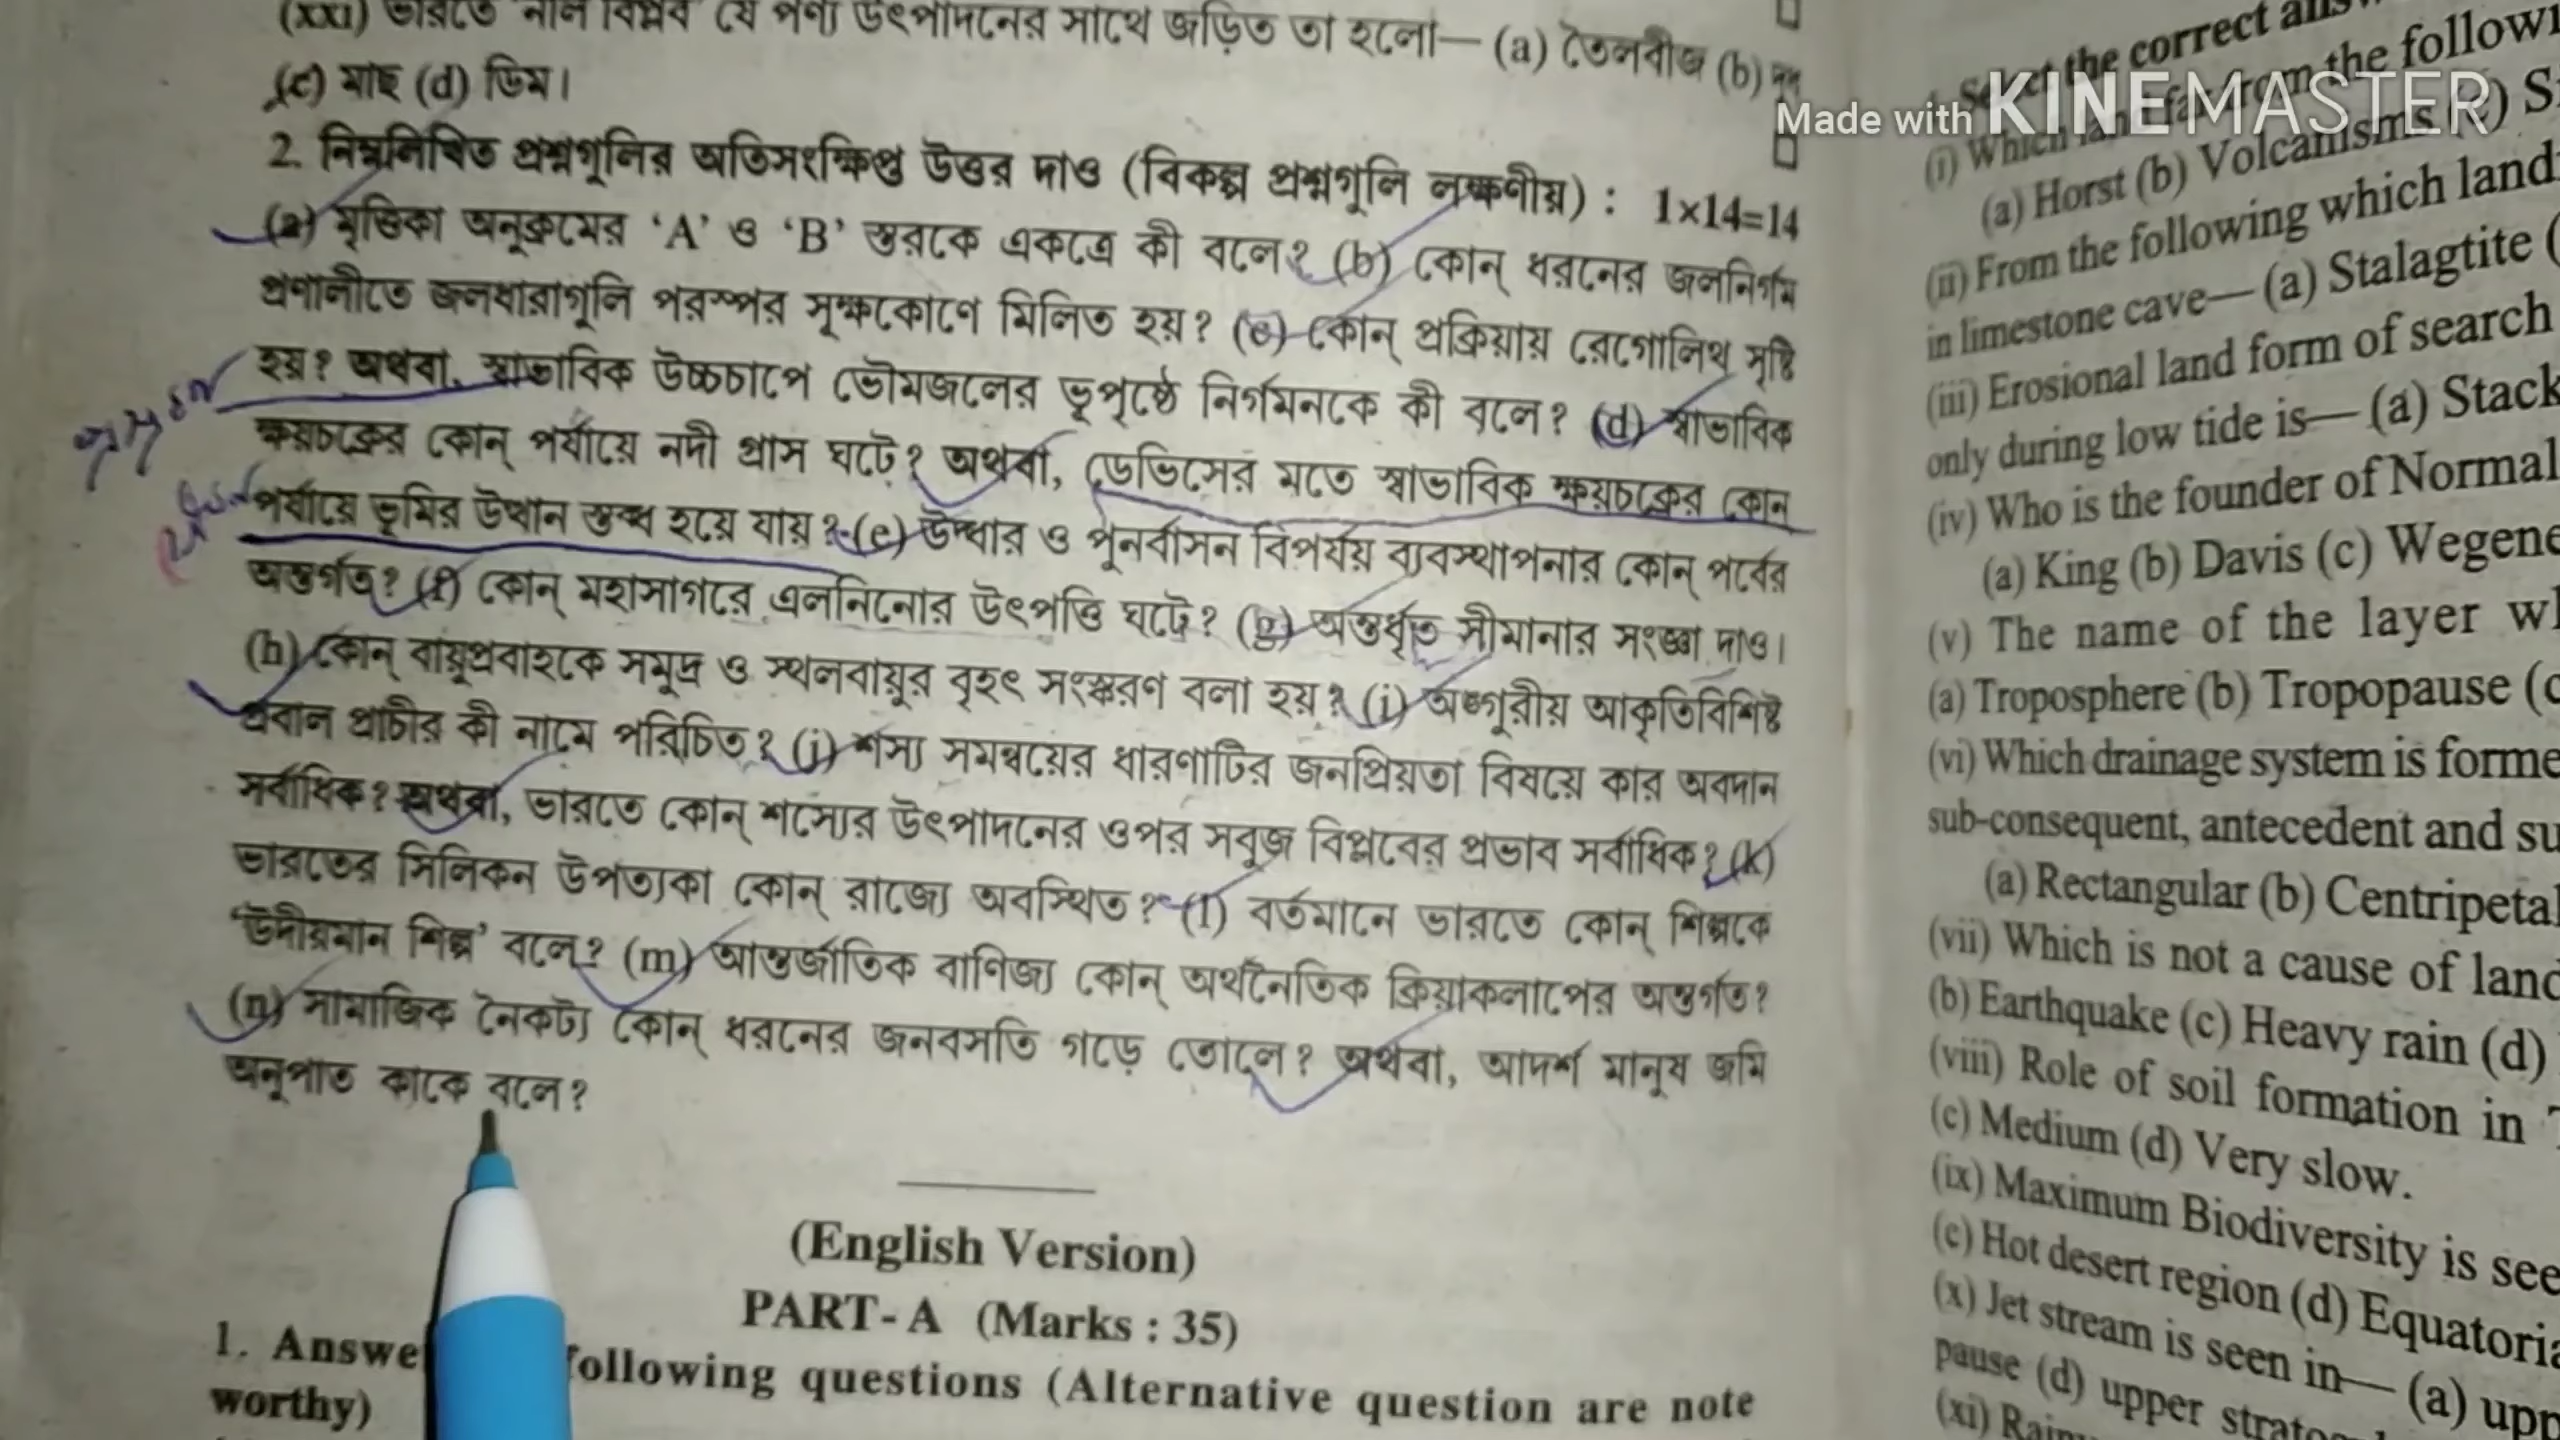 (xxi) ভারতে নীল বিপ্লব যে পণ্য উৎপাদনের সাথে জড়িত তা হলো— (a) তৈলবীজ (b)
(c) মাছ (d) ডিম।
2. নিম্নলিখিত প্রশ্নগুলির অতিসংক্ষিপ্ত উত্তর দাও (বিকল্প প্রশ্নগুলি লক্ষণীয়) : 1×14=14
(a) মৃত্তিকা অনুক্রমের ‘A’ ও ‘B’ স্তরকে একত্রে কী বলে? (b) কোন্ ধরনের জলনির্গম
প্রণালীতে জলধারাগুলি পরস্পর সূক্ষ্মকোণে মিলিত হয়? (c) কোন্ প্রক্রিয়ায় রেগোলিথ সৃষ্টি
হয়? অথবা, স্বাভাবিক উচ্চচাপে ভৌমজলের ভূপৃষ্ঠে নির্গমনকে কী বলে? (d) স্বাভাবিক
ক্ষয়চক্রের কোন্ পর্যায়ে নদী গ্রাস ঘটে? অথবা, ডেভিসের মতে স্বাভাবিক ক্ষয়চক্রের কোন
পর্যায়ে ভূমির উত্থান স্তব্ধ হয়ে যায়? (e) উদ্ধার ও পুনর্বাসন বিপর্যয় ব্যবস্থাপনার কোন্ পর্বের
অন্তর্গত? (f) কোন্ মহাসাগরে এলনিনোর উৎপত্তি ঘটে? (g) অন্তর্ধৃত সীমানার সংজ্ঞা দাও।
(h) কোন্ বায়ুপ্রবাহকে সমুদ্র ও স্থলবায়ুর বৃহৎ সংস্করণ বলা হয়? (i) অঙ্গুরীয় আকৃতিবিশিষ্ট
প্রবাল প্রাচীর কী নামে পরিচিত? (j) শস্য সমন্বয়ের ধারণাটির জনপ্রিয়তা বিষয়ে কার অবদান
সর্বাধিক? অথবা, ভারতে কোন্ শস্যের উৎপাদনের ওপর সবুজ বিপ্লবের প্রভাব সর্বাধিক? (k)
ভারতের সিলিকন উপত্যকা কোন্ রাজ্যে অবস্থিত? (l) বর্তমানে ভারতে কোন্ শিল্পকে
‘উদীয়মান শিল্প’ বলে? (m) আন্তর্জাতিক বাণিজ্য কোন্ অর্থনৈতিক ক্রিয়াকলাপের অন্তর্গত?
(n) সামাজিক নৈকট্য কোন্ ধরনের জনবসতি গড়ে তোলে? অথবা, আদর্শ মানুষ জমি
অনুপাত কাকে বলে?
(English Version)
PART-A (Marks : 35)
1. Answe following questions (Alternative question are note
worthy)
Made with KINEMASTER
Select the correct from the followi
(i) Which land from the
(a) Horst (b) Volcanisms (c) S
(ii) From the following which land
in limestone cave— (a) Stalagtite (
(iii) Erosional land form of search
only during low tide is— (a) Stack
(iv) Who is the founder of Normal
(a) King (b) Davis (c) Wegene
(v) The name of the layer w
(a) Troposphere (b) Tropopause (c
(vi) Which drainage system is forme
sub-consequent, antecedent and su
(a) Rectangular (b) Centripetal
(vii) Which is not a cause of land
(b) Earthquake (c) Heavy rain (d)
(viii) Role of soil formation in
(c) Medium (d) Very slow.
(ix) Maximum Biodiversity is see
(c) Hot desert region (d) Equatoria
(x) Jet stream is seen in— (a) upp
pause (d) upper
(xi)